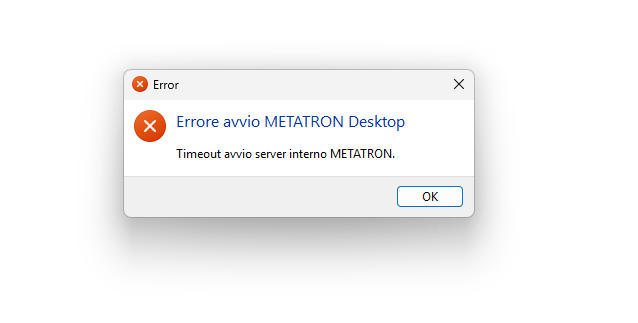 Error
Errore avvio METATRON Desktop
Timeout avvio server interno METATRON.
OK